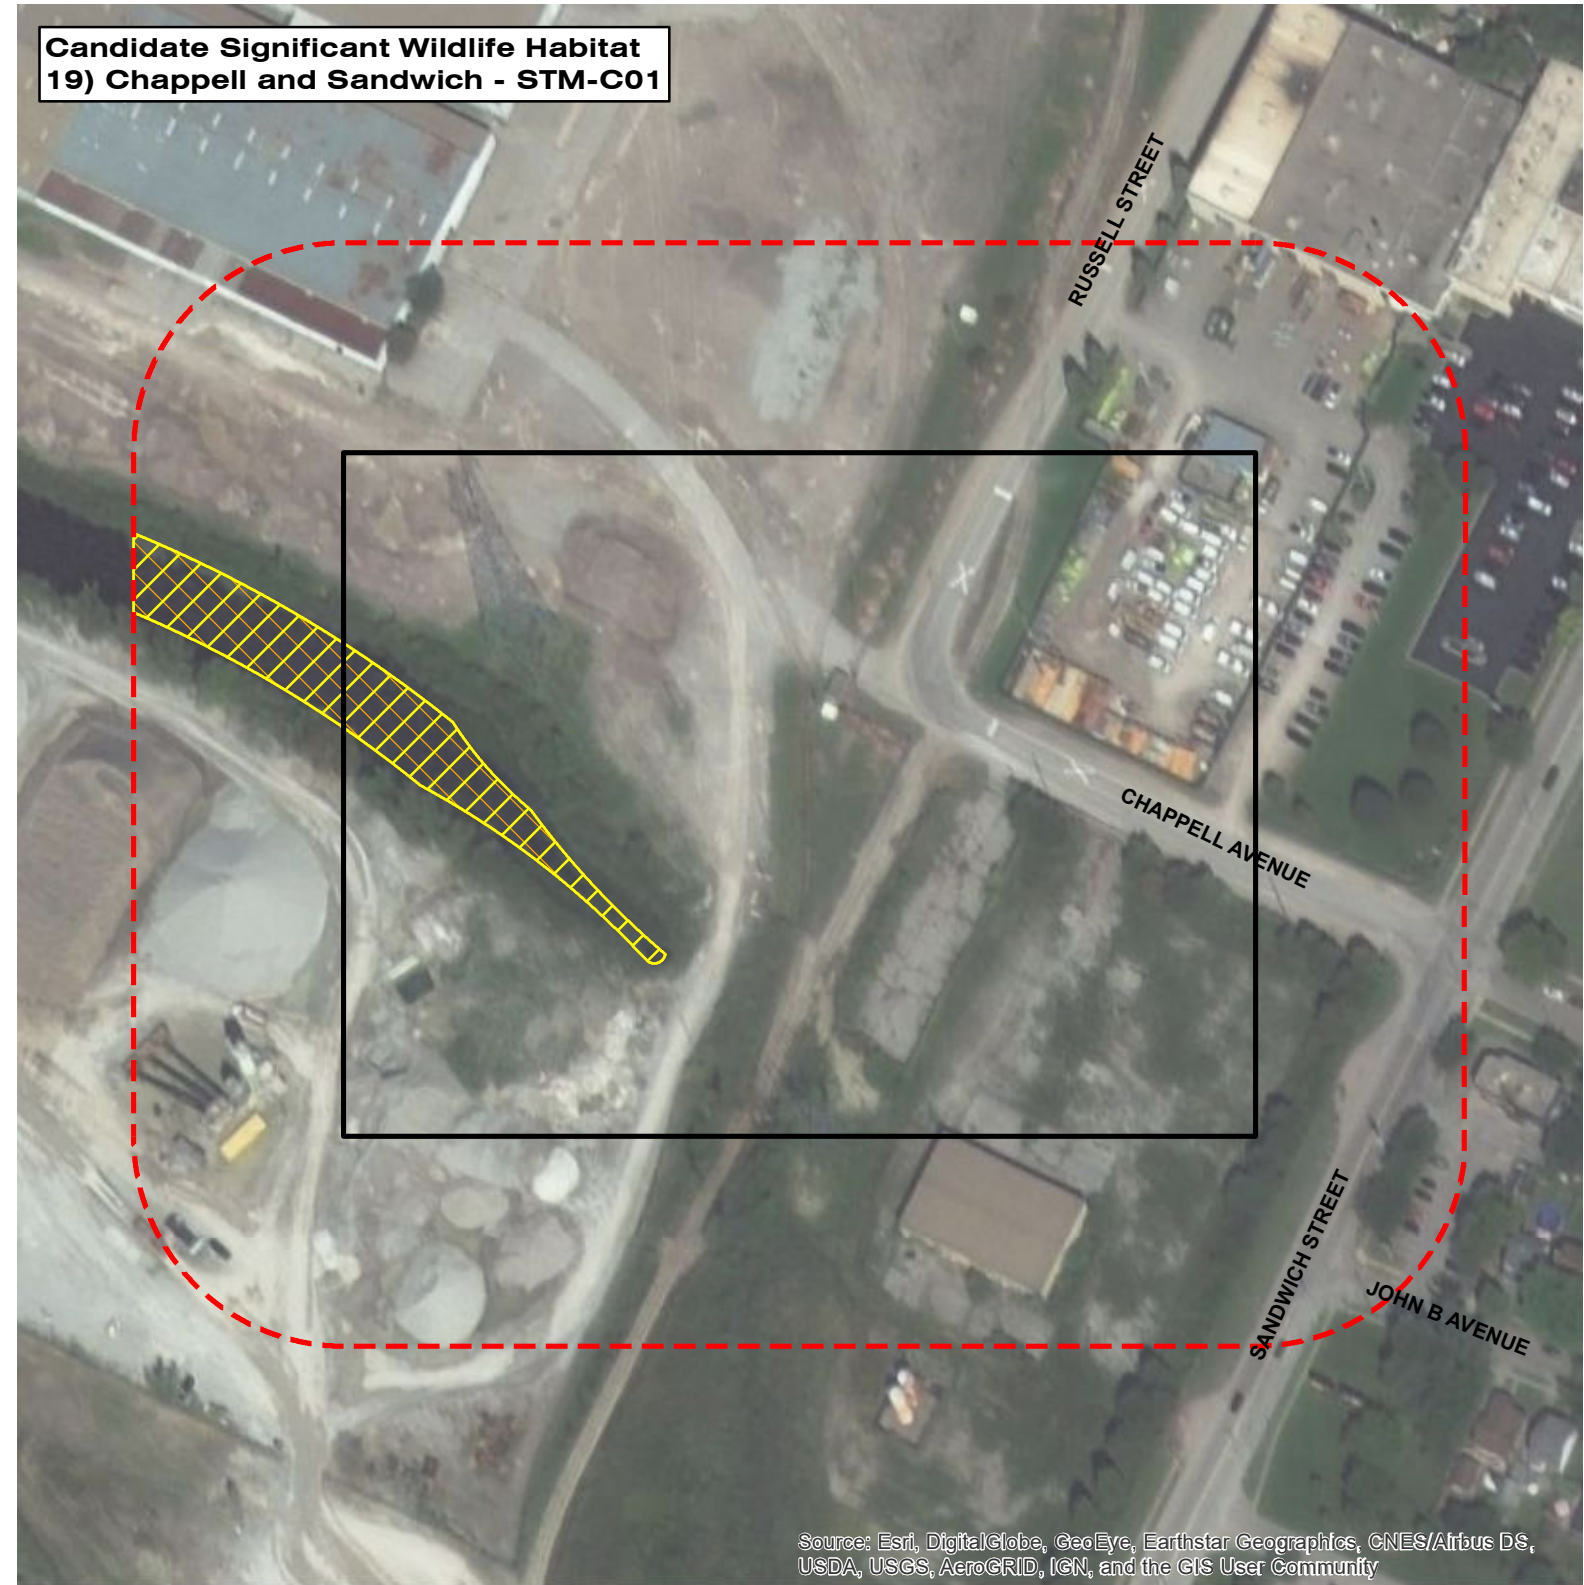 Candidate Significant Wildlife Habitat
19) Chappell and Sandwich - STM-C01
RUSSELL STREET
CHAPPELL AVENUE
SANDWICH STREET
JOHN B AVENUE
Source: Esri, DigitalGlobe, GeoEye, Earthstar Geographics, CNES/Airbus DS,
USDA, USGS, AeroGRID, IGN, and the GIS User Community